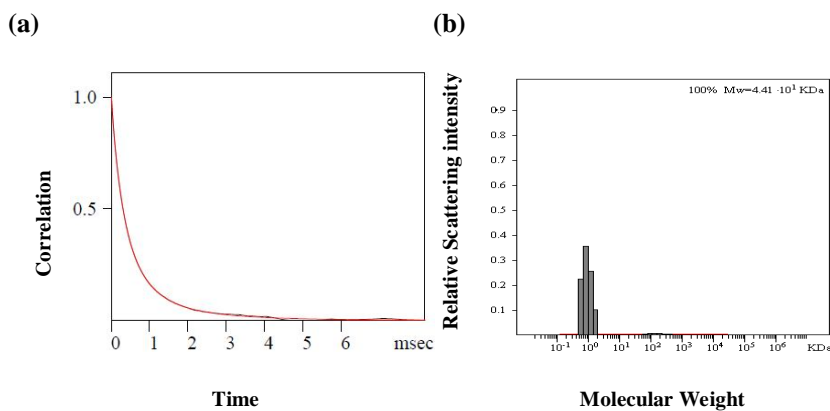 (a)
(b)
Correlation
1.0
0.5
0 1 2 3 4 5 6 msec
Time
Relative Scattering intensity
100% Mw=4.41 ·10¹ KDa
0.9
0.8
0.7
0.6
0.5
0.4
0.3
0.2
0.1
10⁻¹ 10⁰ 10¹ 10² 10³ 10⁴ 10⁵ 10⁶ KDa
Molecular Weight